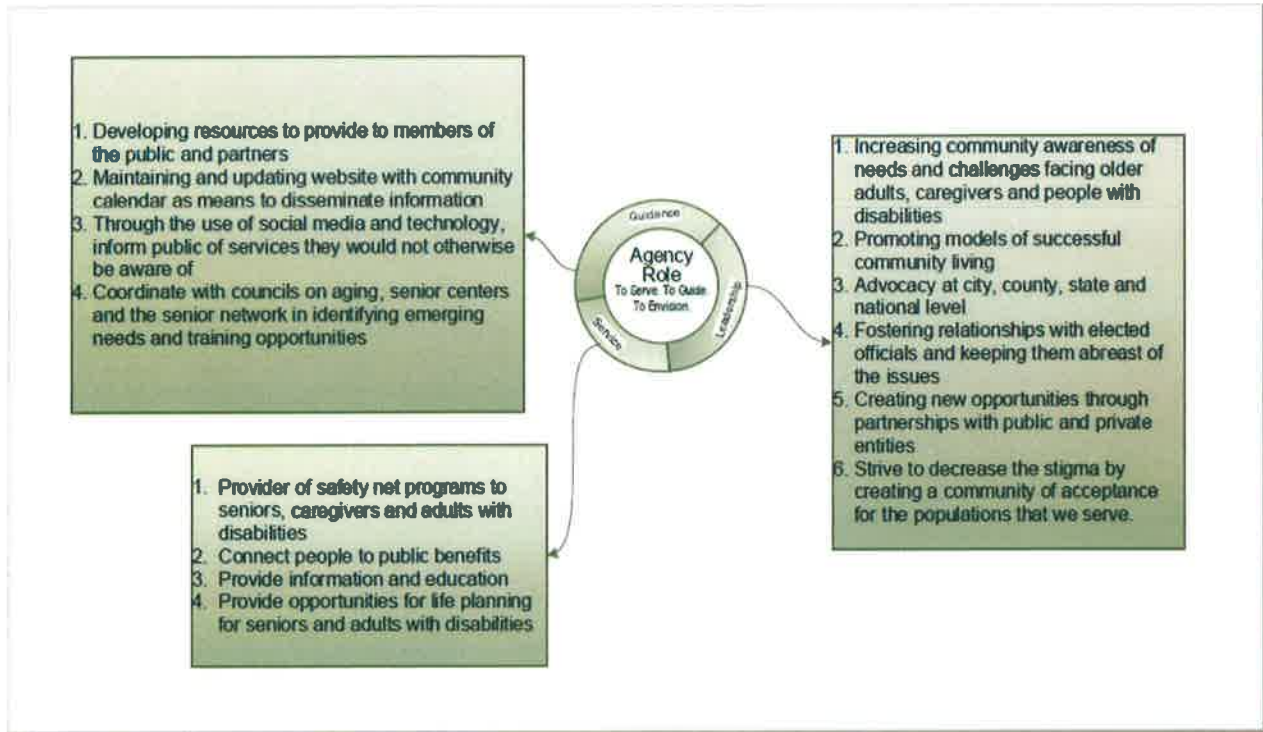 1. Developing resources to provide to members of
the public and partners
2. Maintaining and updating website with community
calendar as means to disseminate information
3. Through the use of social media and technology,
inform public of services they would not otherwise
be aware of
4. Coordinate with councils on aging, senior centers
and the senior network in identifying emerging
needs and training opportunities
Guidance
Agency
Role
To Serve. To Guide.
To Envision.
Service
Leadership
1. Increasing community awareness of
needs and challenges facing older
adults, caregivers and people with
disabilities
2. Promoting models of successful
community living
3. Advocacy at city, county, state and
national level
4. Fostering relationships with elected
officials and keeping them abreast of
the issues
5. Creating new opportunities through
partnerships with public and private
entities
6. Strive to decrease the stigma by
creating a community of acceptance
for the populations that we serve.
1. Provider of safety net programs to
seniors, caregivers and adults with
disabilities
2. Connect people to public benefits
3. Provide information and education
4. Provide opportunities for life planning
for seniors and adults with disabilities